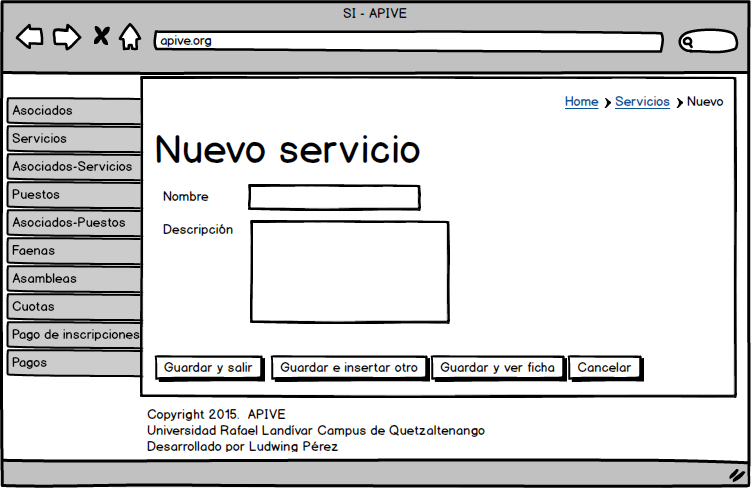 SI - APIVE
apive.org
Home Servicios Nuevo
Asociados
Servicios
Asociados-Servicios
Puestos
Asociados-Puestos
Faenas
Asambleas
Cuotas
Pago de inscripciones
Pagos
Nuevo servicio
Nombre
Descripción
Guardar y salir Guardar e insertar otro Guardar y ver ficha Cancelar
Copyright 2015. APIVE
Universidad Rafael Landívar Campus de Quetzaltenango
Desarrollado por Ludwing Pérez